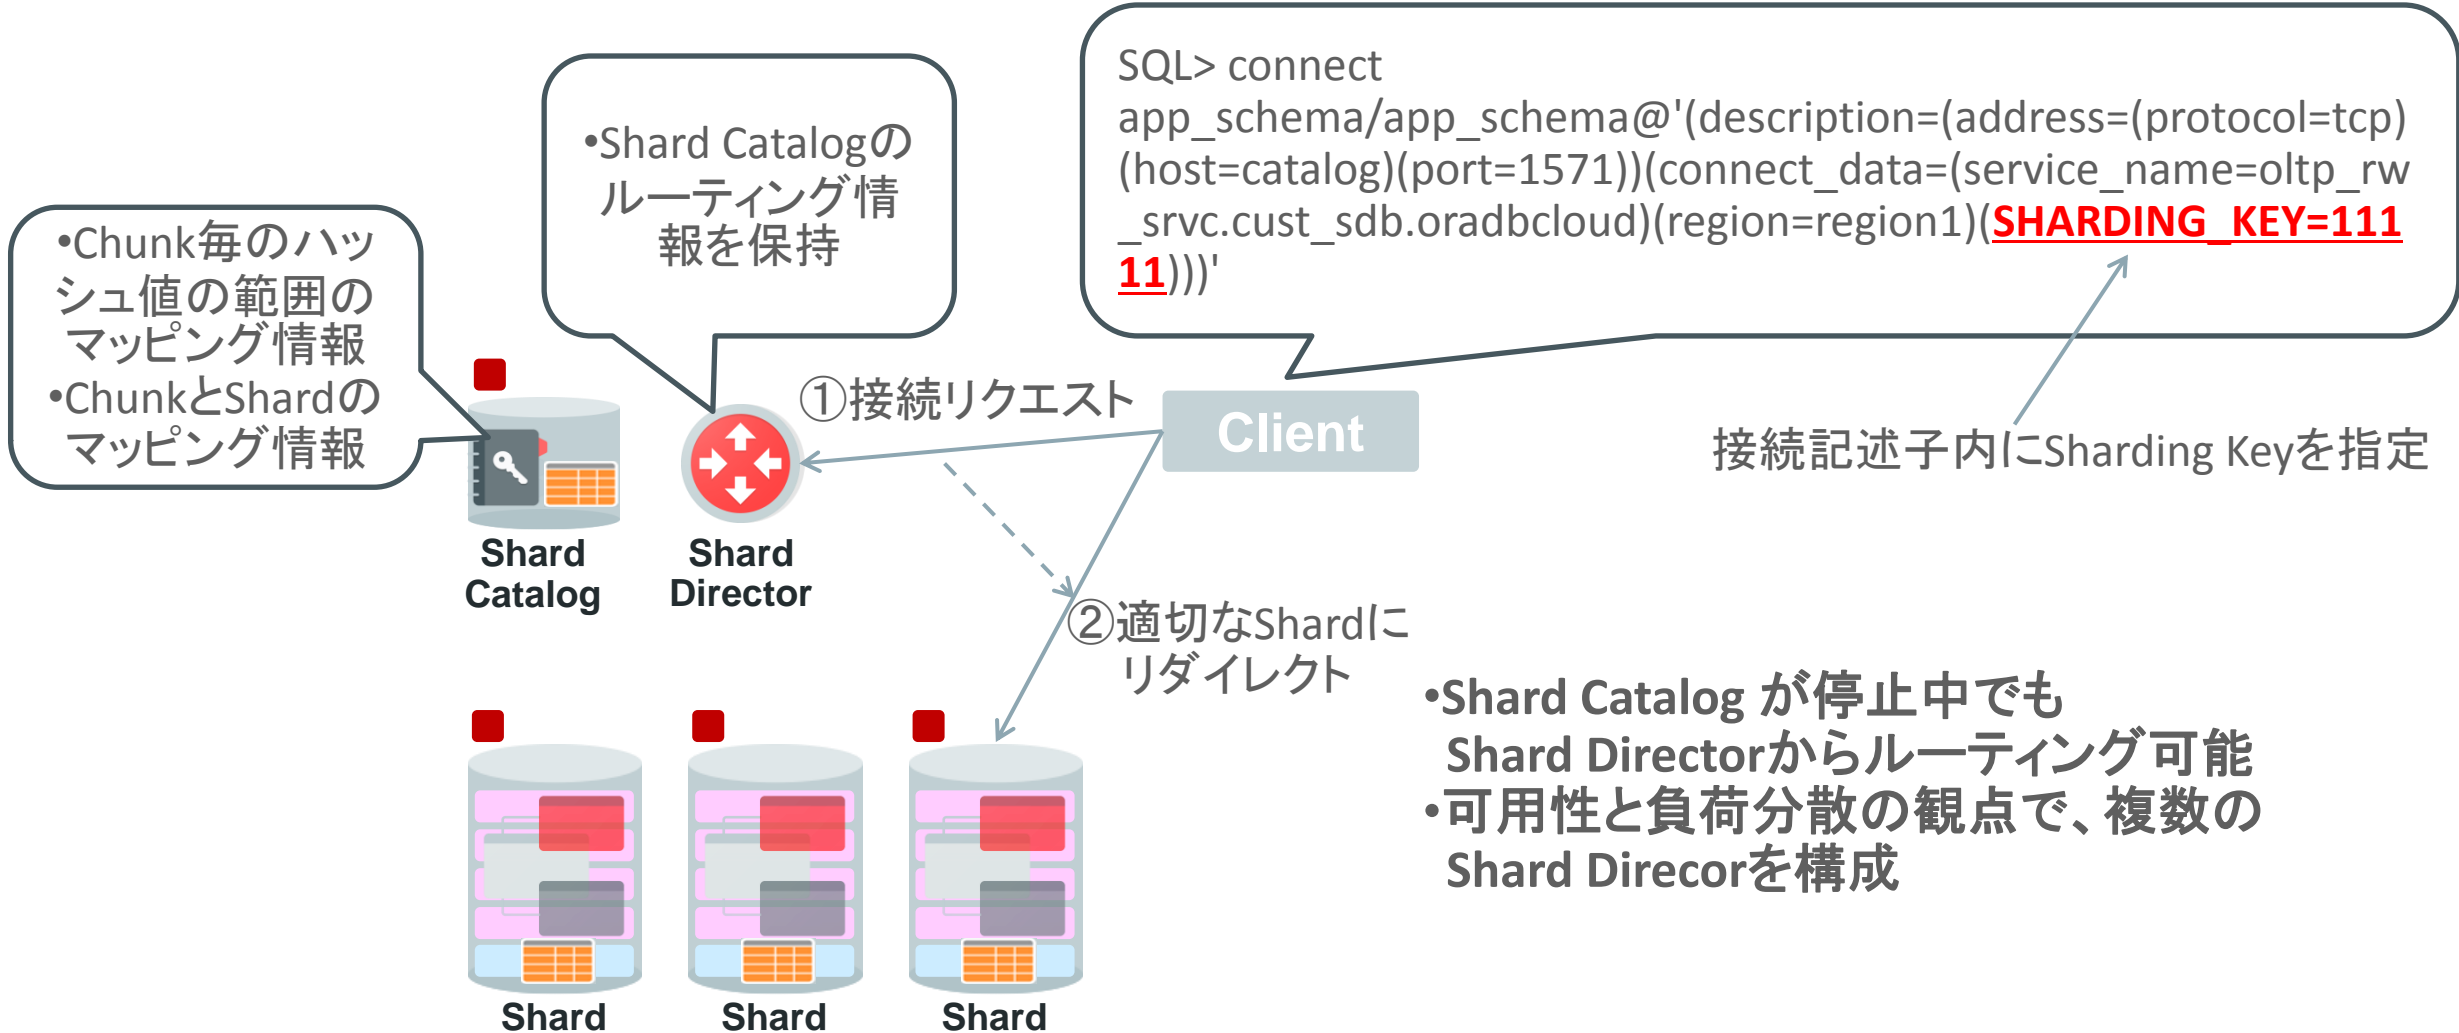 SQL> connect
app_schema/app_schema@'(description=(address=(protocol=tcp)
(host=catalog)(port=1571))(connect_data=(service_name=oltp_rw
_srvc.cust_sdb.oradbcloud)(region=region1)(SHARDING_KEY=111
11)))'
•Shard Catalogの
ルーティング情
報を保持
•Chunk毎のハッ
シュ値の範囲の
マッピング情報
•ChunkとShardの
マッピング情報
①接続リクエスト
Client
接続記述子内にSharding Keyを指定
Shard
Catalog
Shard
Director
②適切なShardに
リダイレクト
•Shard Catalog が停止中でも
Shard Directorからルーティング可能
•可用性と負荷分散の観点で、複数の
Shard Direcorを構成
Shard
Shard
Shard